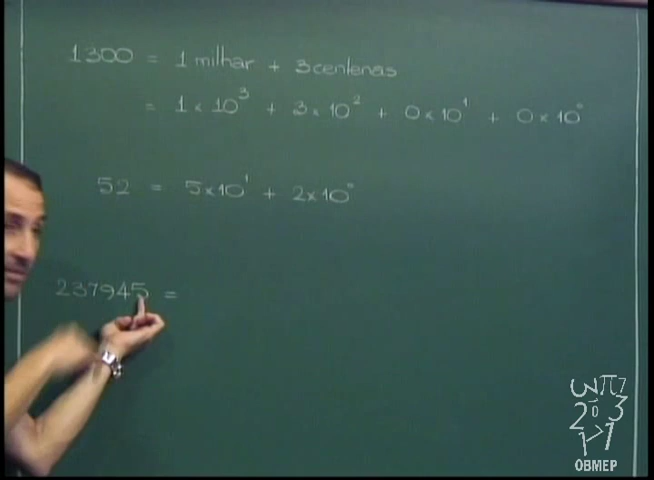 1300 = 1 milhar + 3 centenas
= 1 × 10³ + 3 × 10² + 0 × 10¹ + 0 × 10⁰
52 = 5 × 10¹ + 2 × 10⁰
237945 =
OBMEP